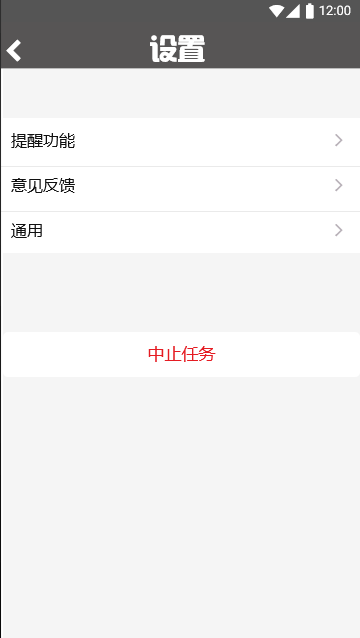 12:00
设置
提醒功能
意见反馈
通用
中止任务